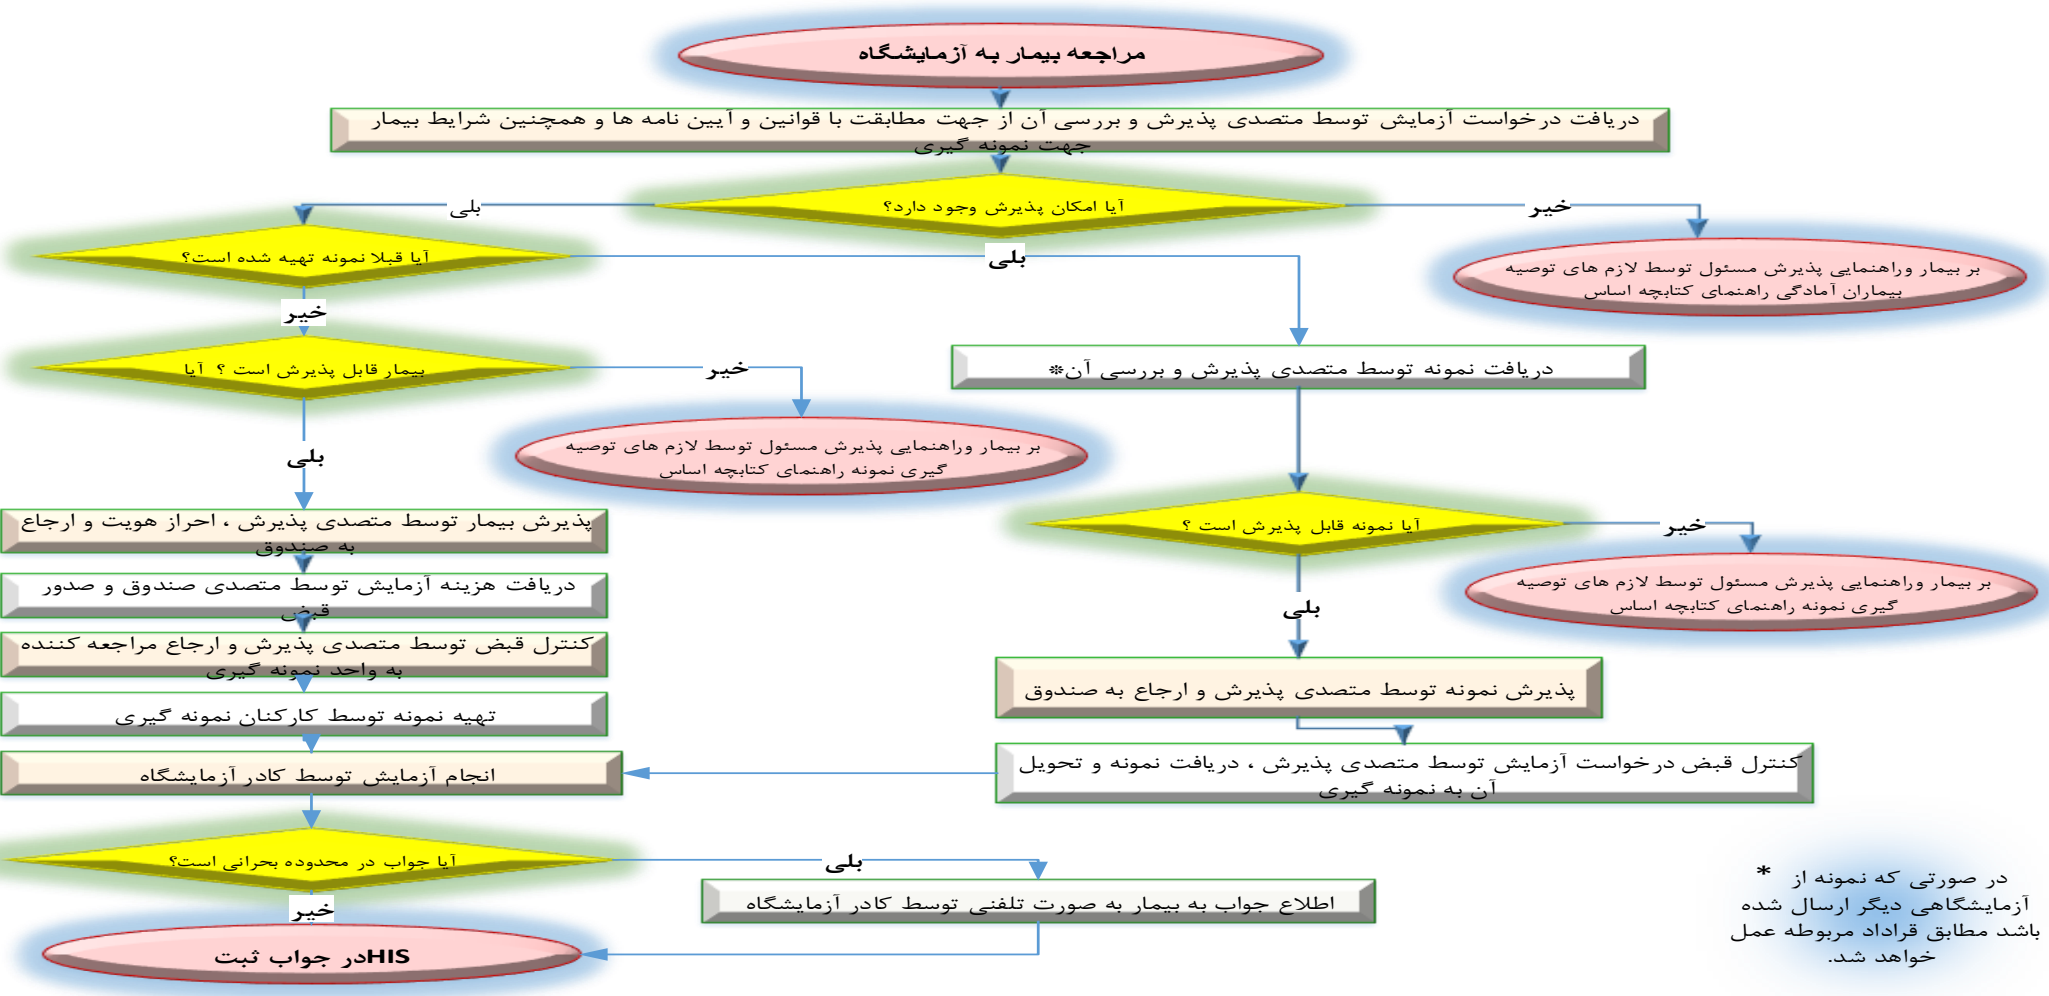 مراجعه بیمار به آزمایشگاه
دریافت درخواست آزمایش توسط متصدی پذیرش و بررسی آن از جهت مطابقت با قوانین و آیین نامه ها و همچنین شرایط بیمار
جهت نمونه گیری
آیا امکان پذیرش وجود دارد؟
خیر
بلی
بر بیمار وراهنمایی پذیرش مسئول توسط لازم های توصیه
بیماران آمادگی راهنمای کتابچه اساس
آیا قبلا نمونه تهیه شده است؟
بلی
خیر
دریافت نمونه توسط متصدی پذیرش و بررسی آن*
بیمار قابل پذیرش است ؟ آیا
خیر
بر بیمار وراهنمایی پذیرش مسئول توسط لازم های توصیه
گیری نمونه راهنمای کتابچه اساس
بلی
آیا نمونه قابل پذیرش است ؟
خیر
بر بیمار وراهنمایی پذیرش مسئول توسط لازم های توصیه
گیری نمونه راهنمای کتابچه اساس
بلی
پذیرش بیمار توسط متصدی پذیرش ، احراز هویت و ارجاع
به صندوق
دریافت هزینه آزمایش توسط متصدی صندوق و صدور
قبض
کنترل قبض توسط متصدی پذیرش و ارجاع مراجعه کننده
به واحد نمونه گیری
تهیه نمونه توسط کارکنان نمونه گیری
پذیرش نمونه توسط متصدی پذیرش و ارجاع به صندوق
کنترل قبض درخواست آزمایش توسط متصدی پذیرش ، دریافت نمونه و تحویل
آن به نمونه گیری
انجام آزمایش توسط کادر آزمایشگاه
آیا جواب در محدوده بحرانی است؟
بلی
اطلاع جواب به بیمار به صورت تلفنی توسط کادر آزمایشگاه
خیر
HISدر جواب ثبت
* در صورتی که نمونه از
آزمایشگاهی دیگر ارسال شده
باشد مطابق قراداد مربوطه عمل
خواهد شد.